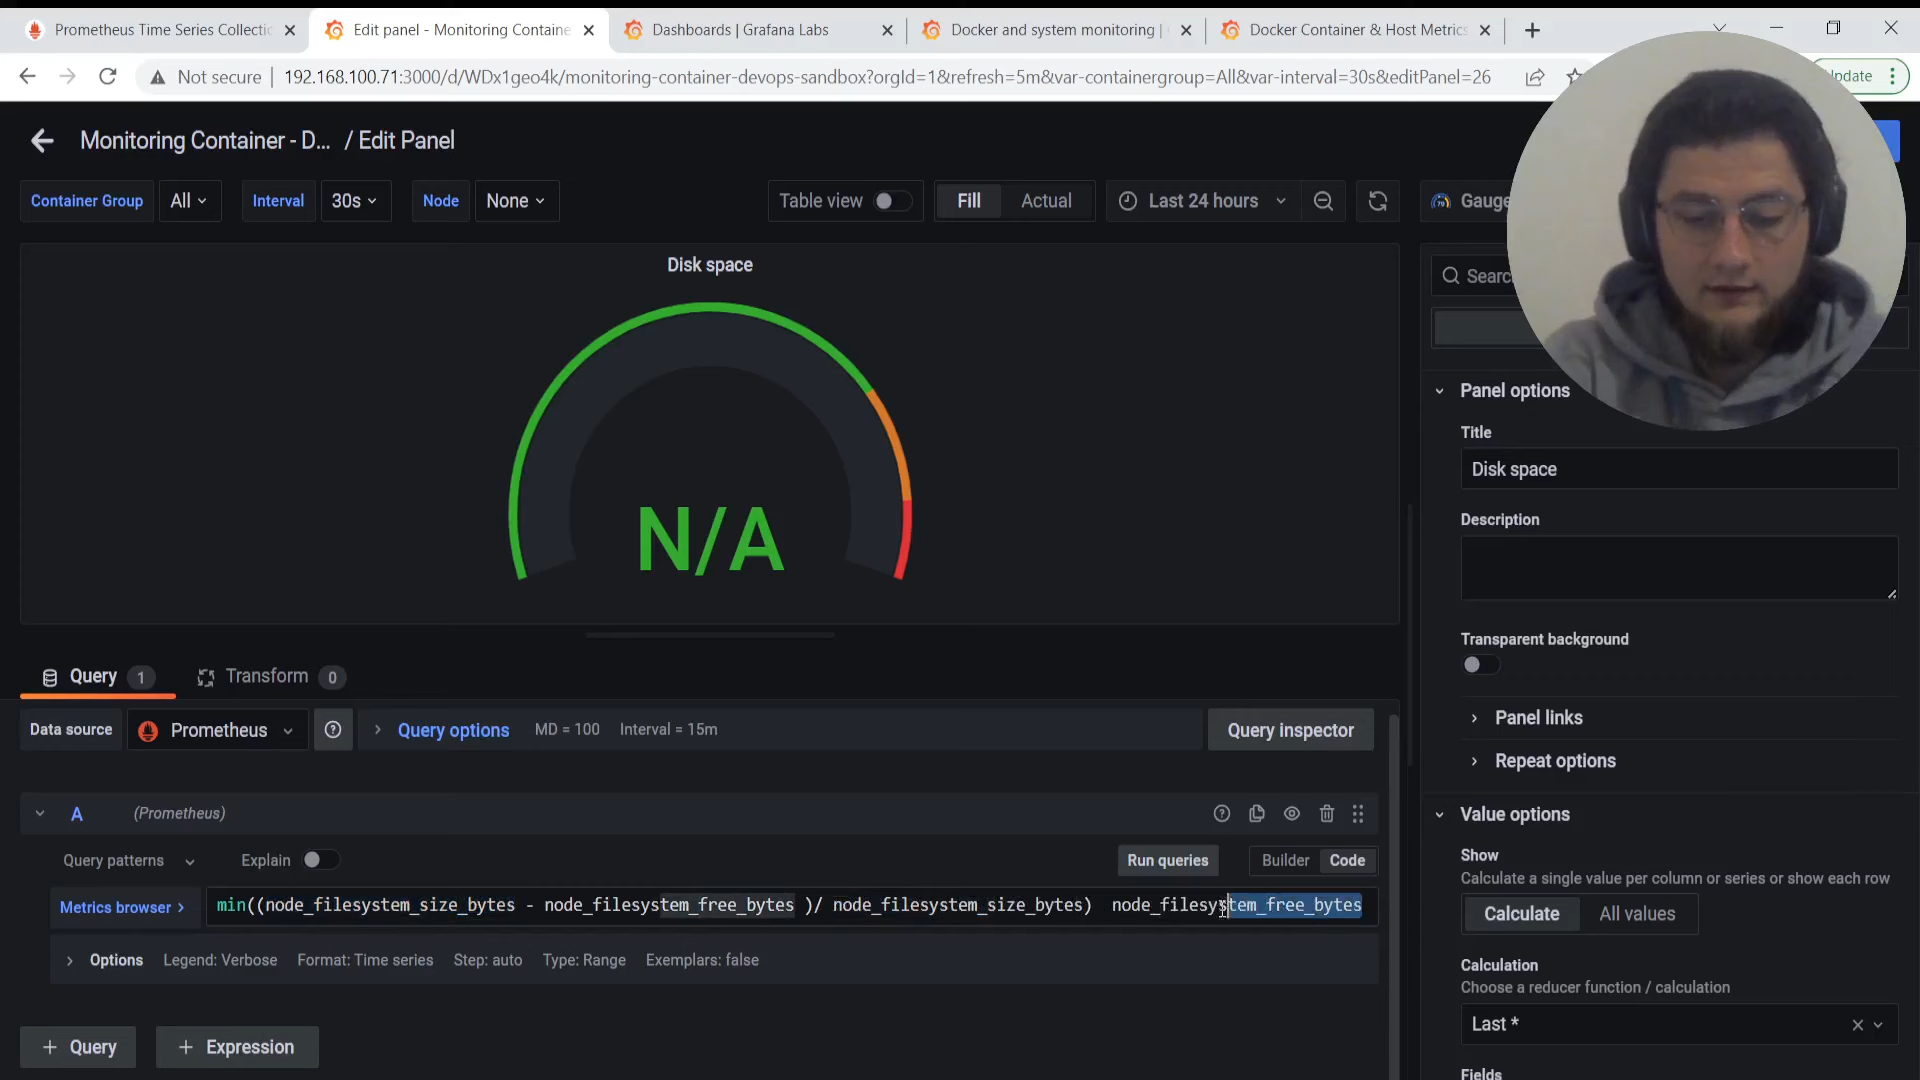 Prometheus Time Series Collectic
Edit panel - Monitoring Containe
Dashboards | Grafana Labs
Docker and system monitoring |
Docker Container & Host Metrics
Not secure
192.168.100.71:3000/d/WDx1geo4k/monitoring-container-devops-sandbox?orgId=1&refresh=5m&var-containergroup=All&var-interval=30s&editPanel=26
Monitoring Container - D... / Edit Panel
Container Group All Interval 30s Node None Table view Fill Actual Last 24 hours Gauge
Disk space
N/A
Query 1 Transform 0
Data source Prometheus Query options MD = 100 Interval = 15m Query inspector
A (Prometheus)
Query patterns Explain Run queries Builder Code
Metrics browser > min((node_filesystem_size_bytes - node_filesystem_free_bytes )/ node_filesystem_size_bytes)  node_filesystem_free_bytes
Options Legend: Verbose Format: Time series Step: auto Type: Range Exemplars: false
+ Query + Expression
Panel options
Title
Disk space
Description
Transparent background
Panel links
Repeat options
Value options
Show
Calculate a single value per column or series or show each row
Calculate All values
Calculation
Choose a reducer function / calculation
Last *
Fields